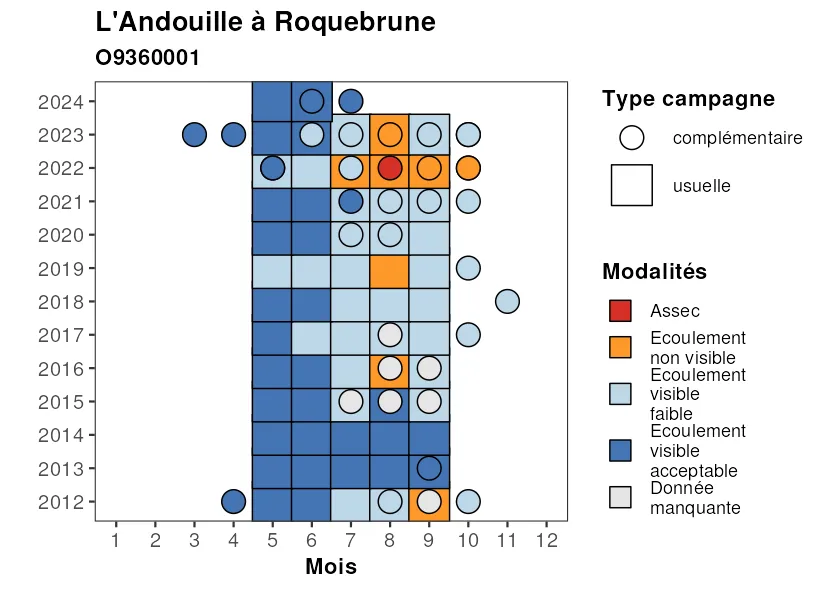 L'Andouille à Roquebrune
O9360001
2024
2023
2022
2021
2020
2019
2018
2017
2016
2015
2014
2013
2012
1 2 3 4 5 6 7 8 9 10 11 12
Mois
Type campagne
complémentaire
usuelle
Modalités
Assec
Ecoulement
non visible
Ecoulement
visible
faible
Ecoulement
visible
acceptable
Donnée
manquante